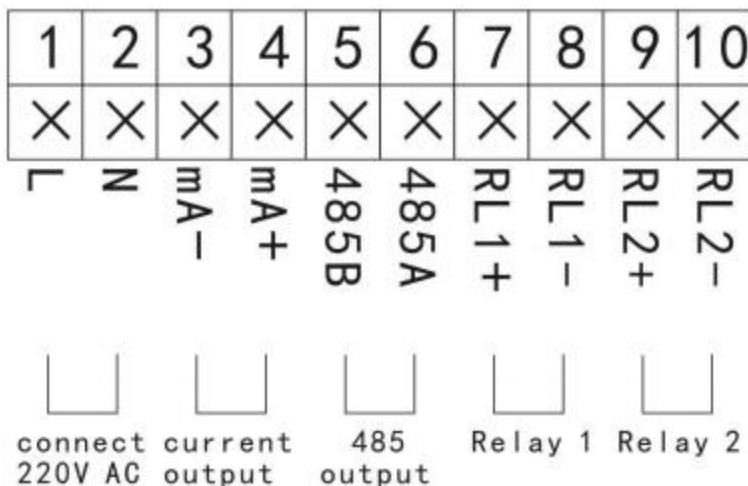 1 2 3 4 5 6 7 8 9 10
L N mA- mA+ 485B 485A RL1+ RL1- RL2+ RL2-
connect current 485 Relay 1 Relay 2
220V AC output output